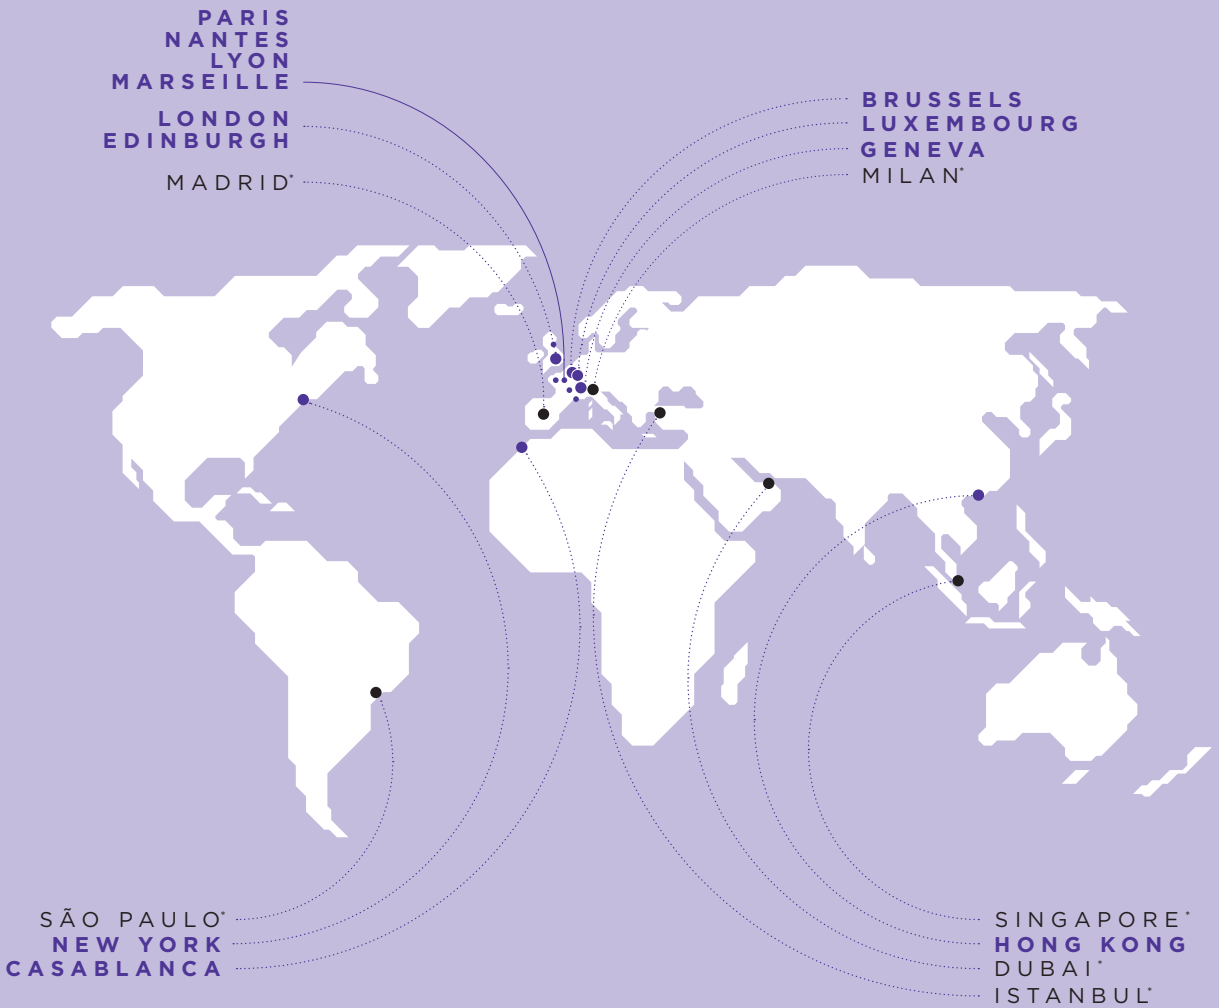 PARIS
NANTES
LYON
MARSEILLE
LONDON
EDINBURGH
MADRID*
BRUSSELS
LUXEMBOURG
GENEVA
MILAN*
SÃO PAULO*
NEW YORK
CASABLANCA
SINGAPORE*
HONG KONG
DUBAI*
ISTANBUL*